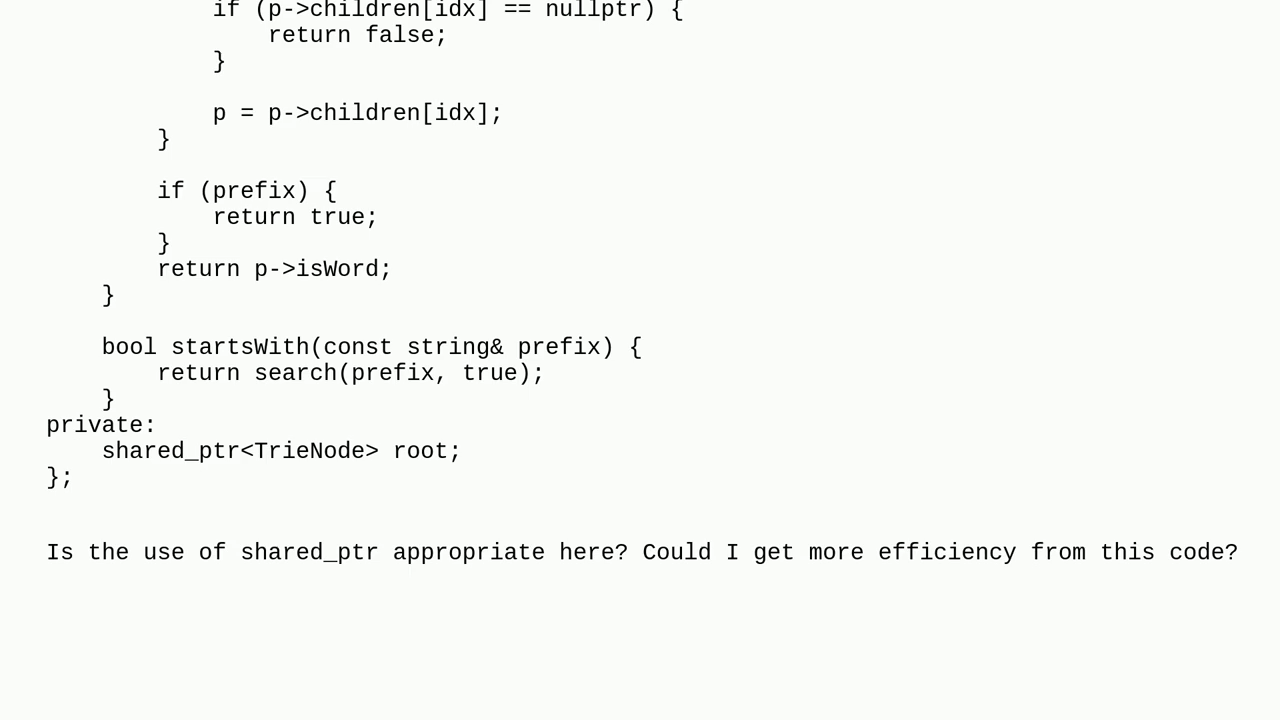 if (p->children[idx] == nullptr) {
return false;
}
p = p->children[idx];
}
if (prefix) {
return true;
}
return p->isWord;
}
bool startsWith(const string& prefix) {
return search(prefix, true);
}
private:
shared_ptr<TrieNode> root;
};
Is the use of shared_ptr appropriate here? Could I get more efficiency from this code?